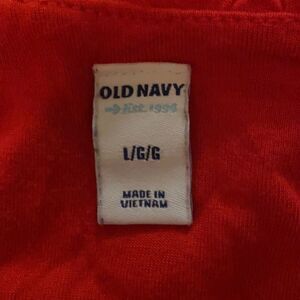 OLD NAVY
Est. 1994
L/G/G
MADE IN
VIETNAM